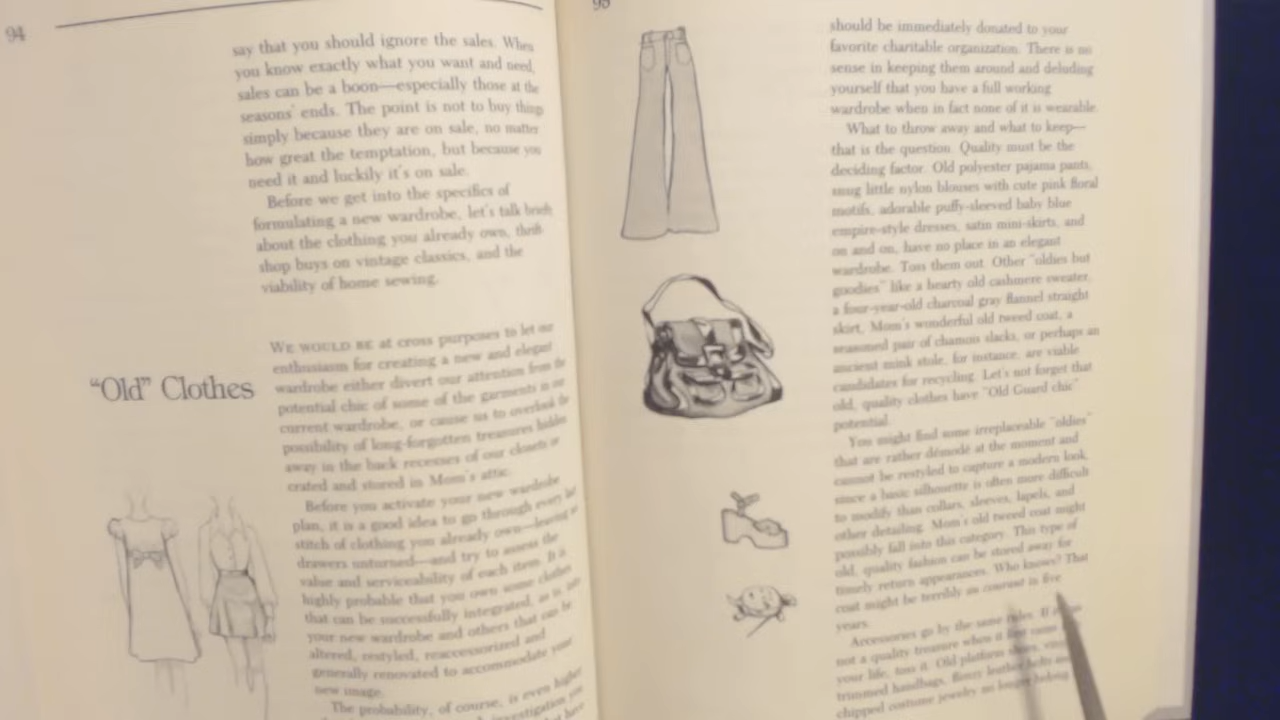 94
say that you should ignore the sales. When
you know exactly what you want and need,
sales can be a boon—especially those at the
seasons' ends. The point is not to buy things
simply because they are on sale, no matter
how great the temptation, but because you
need it and luckily it's on sale.
Before we get into the specifics of
formulating a new wardrobe, let's talk briefly
about the clothing you already own, thrift-
shop buys on vintage classics, and the
viability of home sewing.
"Old" Clothes
WE WOULD BE at cross purposes to let our
enthusiasm for creating a new and elegant
wardrobe either divert our attention from the
potential chic of some of the garments in our
current wardrobe, or cause us to overlook the
possibility of long-forgotten treasures hidden
away in the back recesses of our closets or
crated and stored in Mom's attic.
Before you activate your new wardrobe
plan, it is a good idea to go through every last
stitch of clothing you already own—leaving no
drawers unturned—and try to assess the
value and serviceability of each item. It is
highly probable that you own some clothes
that can be successfully integrated, as is, into
your new wardrobe and others that can be
altered, restyled, reaccessorized and
generally renovated to accommodate your
new image.
The probability, of course, is even higher
investigation you
have
95
should be immediately donated to your
favorite charitable organization. There is no
sense in keeping them around and deluding
yourself that you have a full working
wardrobe when in fact none of it is wearable.
What to throw away and what to keep—
that is the question. Quality must be the
deciding factor. Old polyester pajama pants,
snug little nylon blouses with cute pink floral
motifs, adorable puffy-sleeved baby blue
empire-style dresses, satin mini-skirts, and
on and on, have no place in an elegant
wardrobe. Toss them out. Other "oldies but
goodies" like a hearty old cashmere sweater,
a four-year-old charcoal gray flannel straight
skirt, Mom's wonderful old tweed coat, a
seasoned pair of chamois slacks, or perhaps an
ancient mink stole, for instance, are viable
candidates for recycling. Let's not forget that
old, quality clothes have "Old Guard chic"
potential.
You might find some irreplaceable "oldies"
that are rather démodé at the moment and
cannot be restyled to capture a modern look,
since a basic silhouette is often more difficult
to modify than collars, sleeves, lapels, and
other detailing. Mom's old tweed coat might
possibly fall into this category. This type of
old, quality fashion can be stored away for
timely return appearances. Who knows? That
coat might be terribly au courant in five
years.
Accessories go by the same rules. If
not a quality treasure when it first came
your life, toss it. Old platform shoes,
trimmed handbags, flimsy leather belts and
chipped costume jewelry no longer belong